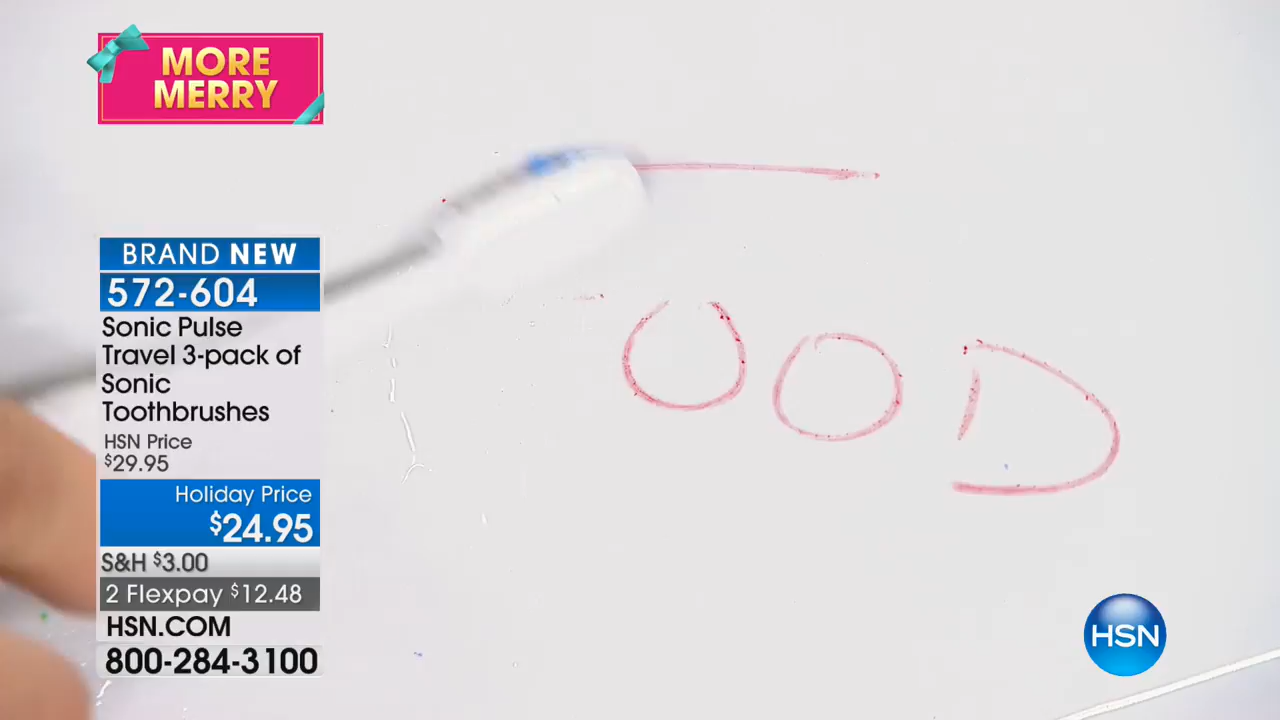 MORE
MERRY
BRAND NEW
572-604
Sonic Pulse
Travel 3-pack of
Sonic
Toothbrushes
HSN Price
$29.95
Holiday Price
$24.95
S&H $3.00
2 Flexpay $12.48
HSN.COM
800-284-3100
OOD
HSN